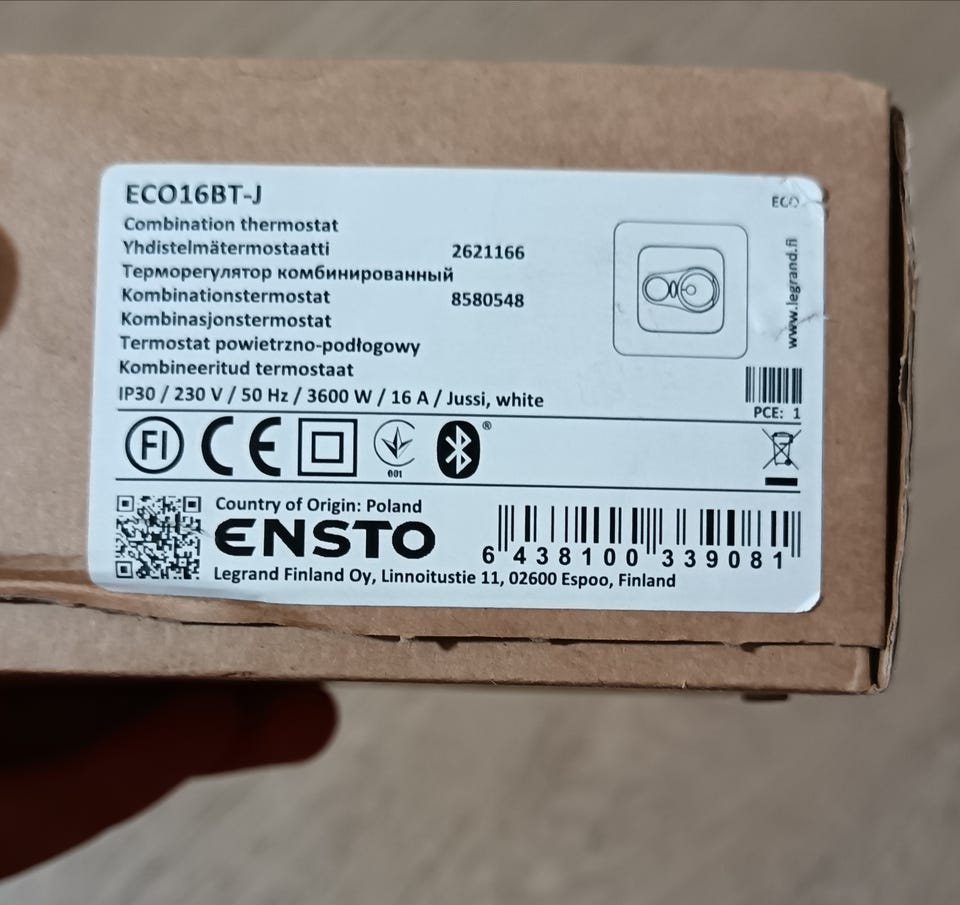 ECO16BT-J
Combination thermostat
Yhdistelmätermostaatti 2621166
Терморегулятор комбинированный
Kombinationstermostat 8580548
Kombinasjonstermostat
Termostat powietrzno-podłogowy
Kombineeritud termostaat
IP30 / 230 V / 50 Hz / 3600 W / 16 A / Jussi, white
ECO
www.legrand.fi
PCE: 1
FI CE
001
®
Country of Origin: Poland
ENSTO
6 438100 339081
Legrand Finland Oy, Linnoitustie 11, 02600 Espoo, Finland